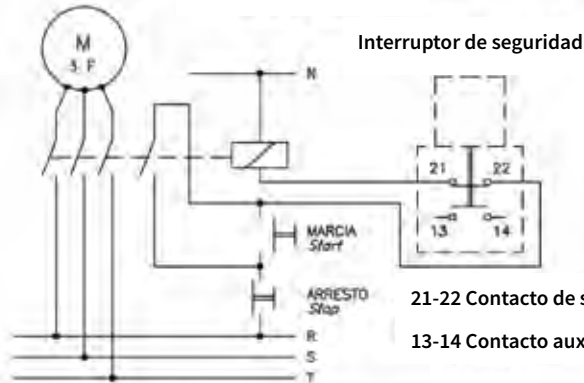 M
3 F
Interruptor de seguridad
N
21 22
13 14
MARCIA
Start
ARRESTO
Stop
21-22 Contacto de s
13-14 Contacto aux
R
S
T